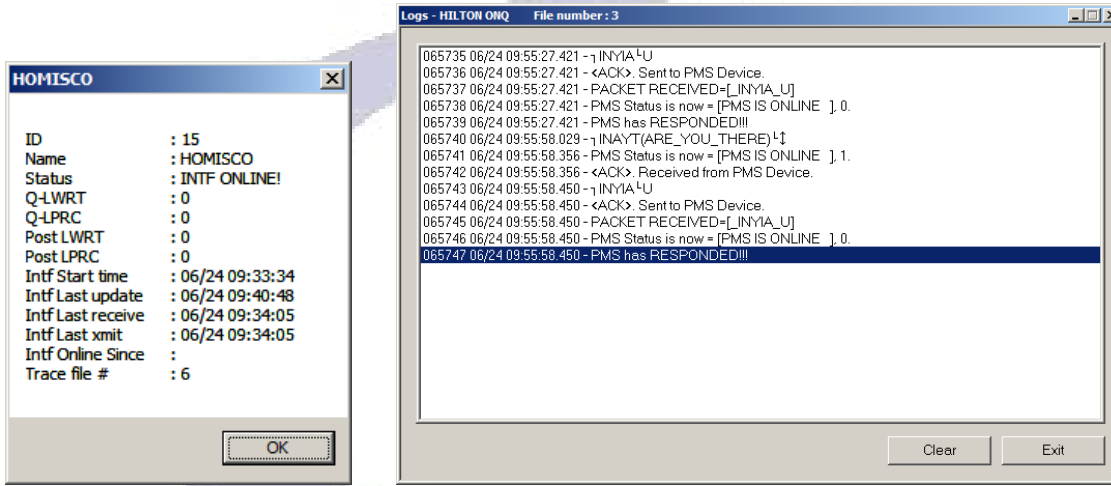 HOMISCO
ID : 15
Name : HOMISCO
Status : INTF ONLINE!
Q-LWRT : 0
Q-LPRC : 0
Post LWRT : 0
Post LPRC : 0
Intf Start time : 06/24 09:33:34
Intf Last update : 06/24 09:40:48
Intf Last receive : 06/24 09:34:05
Intf Last xmit : 06/24 09:34:05
Intf Online Since :
Trace file # : 6
OK
Logs - HILTON ONQ File number : 3
065735 06/24 09:55:27.421 - ┐INYIA└U
065736 06/24 09:55:27.421 - <ACK>. Sent to PMS Device.
065737 06/24 09:55:27.421 - PACKET RECEIVED=[_INYIA_U]
065738 06/24 09:55:27.421 - PMS Status is now = [PMS IS ONLINE ], 0.
065739 06/24 09:55:27.421 - PMS has RESPONDED!!!
065740 06/24 09:55:58.029 - ┐INAYT(ARE_YOU_THERE)└↕
065741 06/24 09:55:58.356 - PMS Status is now = [PMS IS ONLINE ], 1.
065742 06/24 09:55:58.356 - <ACK>. Received from PMS Device.
065743 06/24 09:55:58.450 - ┐INYIA└U
065744 06/24 09:55:58.450 - <ACK>. Sent to PMS Device.
065745 06/24 09:55:58.450 - PACKET RECEIVED=[_INYIA_U]
065746 06/24 09:55:58.450 - PMS Status is now = [PMS IS ONLINE ], 0.
065747 06/24 09:55:58.450 - PMS has RESPONDED!!!
Clear Exit